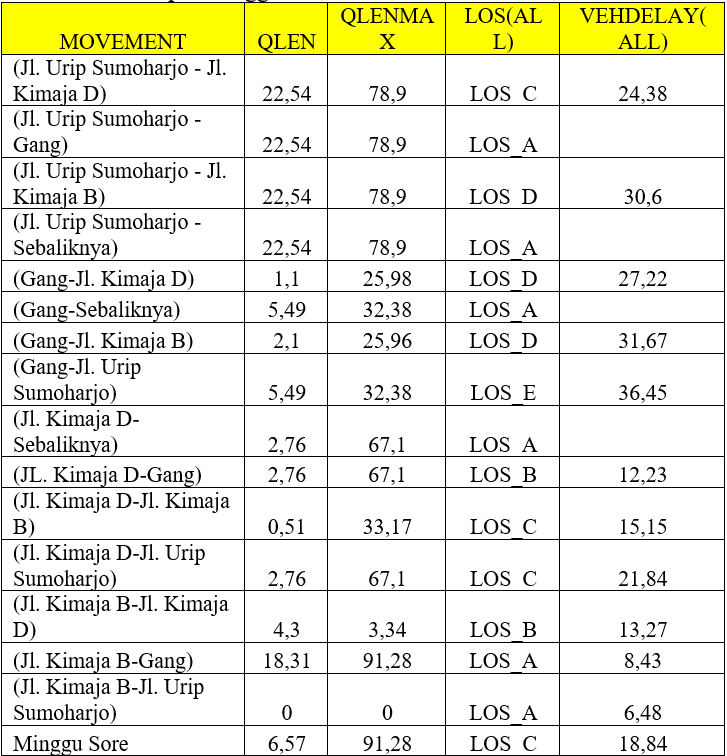 MOVEMENT QLEN QLENMA
X LOS(AL
L) VEHDELAY(
ALL)
(Jl. Urip Sumoharjo - Jl.
Kimaja D) 22,54 78,9 LOS_C 24,38
(Jl. Urip Sumoharjo -
Gang) 22,54 78,9 LOS_A
(Jl. Urip Sumoharjo - Jl.
Kimaja B) 22,54 78,9 LOS_D 30,6
(Jl. Urip Sumoharjo -
Sebaliknya) 22,54 78,9 LOS_A
(Gang-Jl. Kimaja D) 1,1 25,98 LOS_D 27,22
(Gang-Sebaliknya) 5,49 32,38 LOS_A
(Gang-Jl. Kimaja B) 2,1 25,96 LOS_D 31,67
(Gang-Jl. Urip
Sumoharjo) 5,49 32,38 LOS_E 36,45
(Jl. Kimaja D-
Sebaliknya) 2,76 67,1 LOS_A
(JL. Kimaja D-Gang) 2,76 67,1 LOS_B 12,23
(Jl. Kimaja D-Jl. Kimaja
B) 0,51 33,17 LOS_C 15,15
(Jl. Kimaja D-Jl. Urip
Sumoharjo) 2,76 67,1 LOS_C 21,84
(Jl. Kimaja B-Jl. Kimaja
D) 4,3 3,34 LOS_B 13,27
(Jl. Kimaja B-Gang) 18,31 91,28 LOS_A 8,43
(Jl. Kimaja B-Jl. Urip
Sumoharjo) 0 0 LOS_A 6,48
Minggu Sore 6,57 91,28 LOS_C 18,84